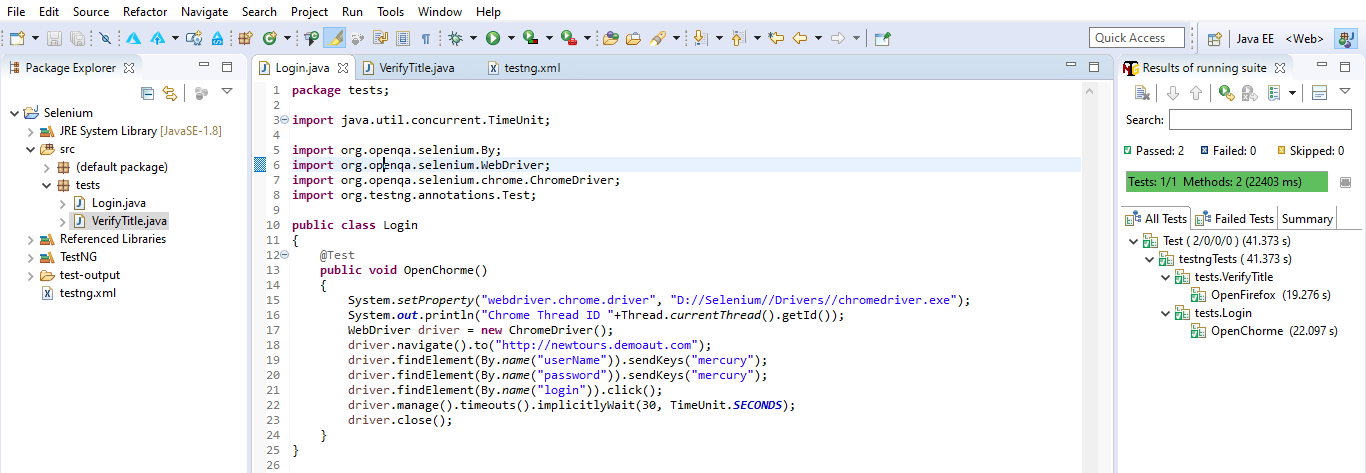 File Edit Source Refactor Navigate Search Project Run Tools Window Help
Quick Access
Java EE
<Web>
Package Explorer
Selenium
JRE System Library [JavaSE-1.8]
src
(default package)
tests
Login.java
VerifyTitle.java
Referenced Libraries
TestNG
test-output
testng.xml
Login.java VerifyTitle.java testng.xml
1 package tests;
2
3 import java.util.concurrent.TimeUnit;
4
5 import org.openqa.selenium.By;
6 import org.openqa.selenium.WebDriver;
7 import org.openqa.selenium.chrome.ChromeDriver;
8 import org.testng.annotations.Test;
9
10 public class Login
11 {
12 @Test
13 public void OpenChorme()
14 {
15 System.setProperty("webdriver.chrome.driver", "D://Selenium//Drivers//chromedriver.exe");
16 System.out.println("Chrome Thread ID "+Thread.currentThread().getId());
17 WebDriver driver = new ChromeDriver();
18 driver.navigate().to("http://newtours.demoaut.com");
19 driver.findElement(By.name("userName")).sendKeys("mercury");
20 driver.findElement(By.name("password")).sendKeys("mercury");
21 driver.findElement(By.name("login")).click();
22 driver.manage().timeouts().implicitlyWait(30, TimeUnit.SECONDS);
23 driver.close();
24 }
25 }
26
Results of running suite
Search:
Passed: 2 Failed: 0 Skipped: 0
Tests: 1/1 Methods: 2 (22403 ms)
All Tests Failed Tests Summary
Test ( 2/0/0/0 ) (41.373 s)
testngTests ( 41.373 s)
tests.VerifyTitle
OpenFirefox (19.276 s)
tests.Login
OpenChorme (22.097 s)